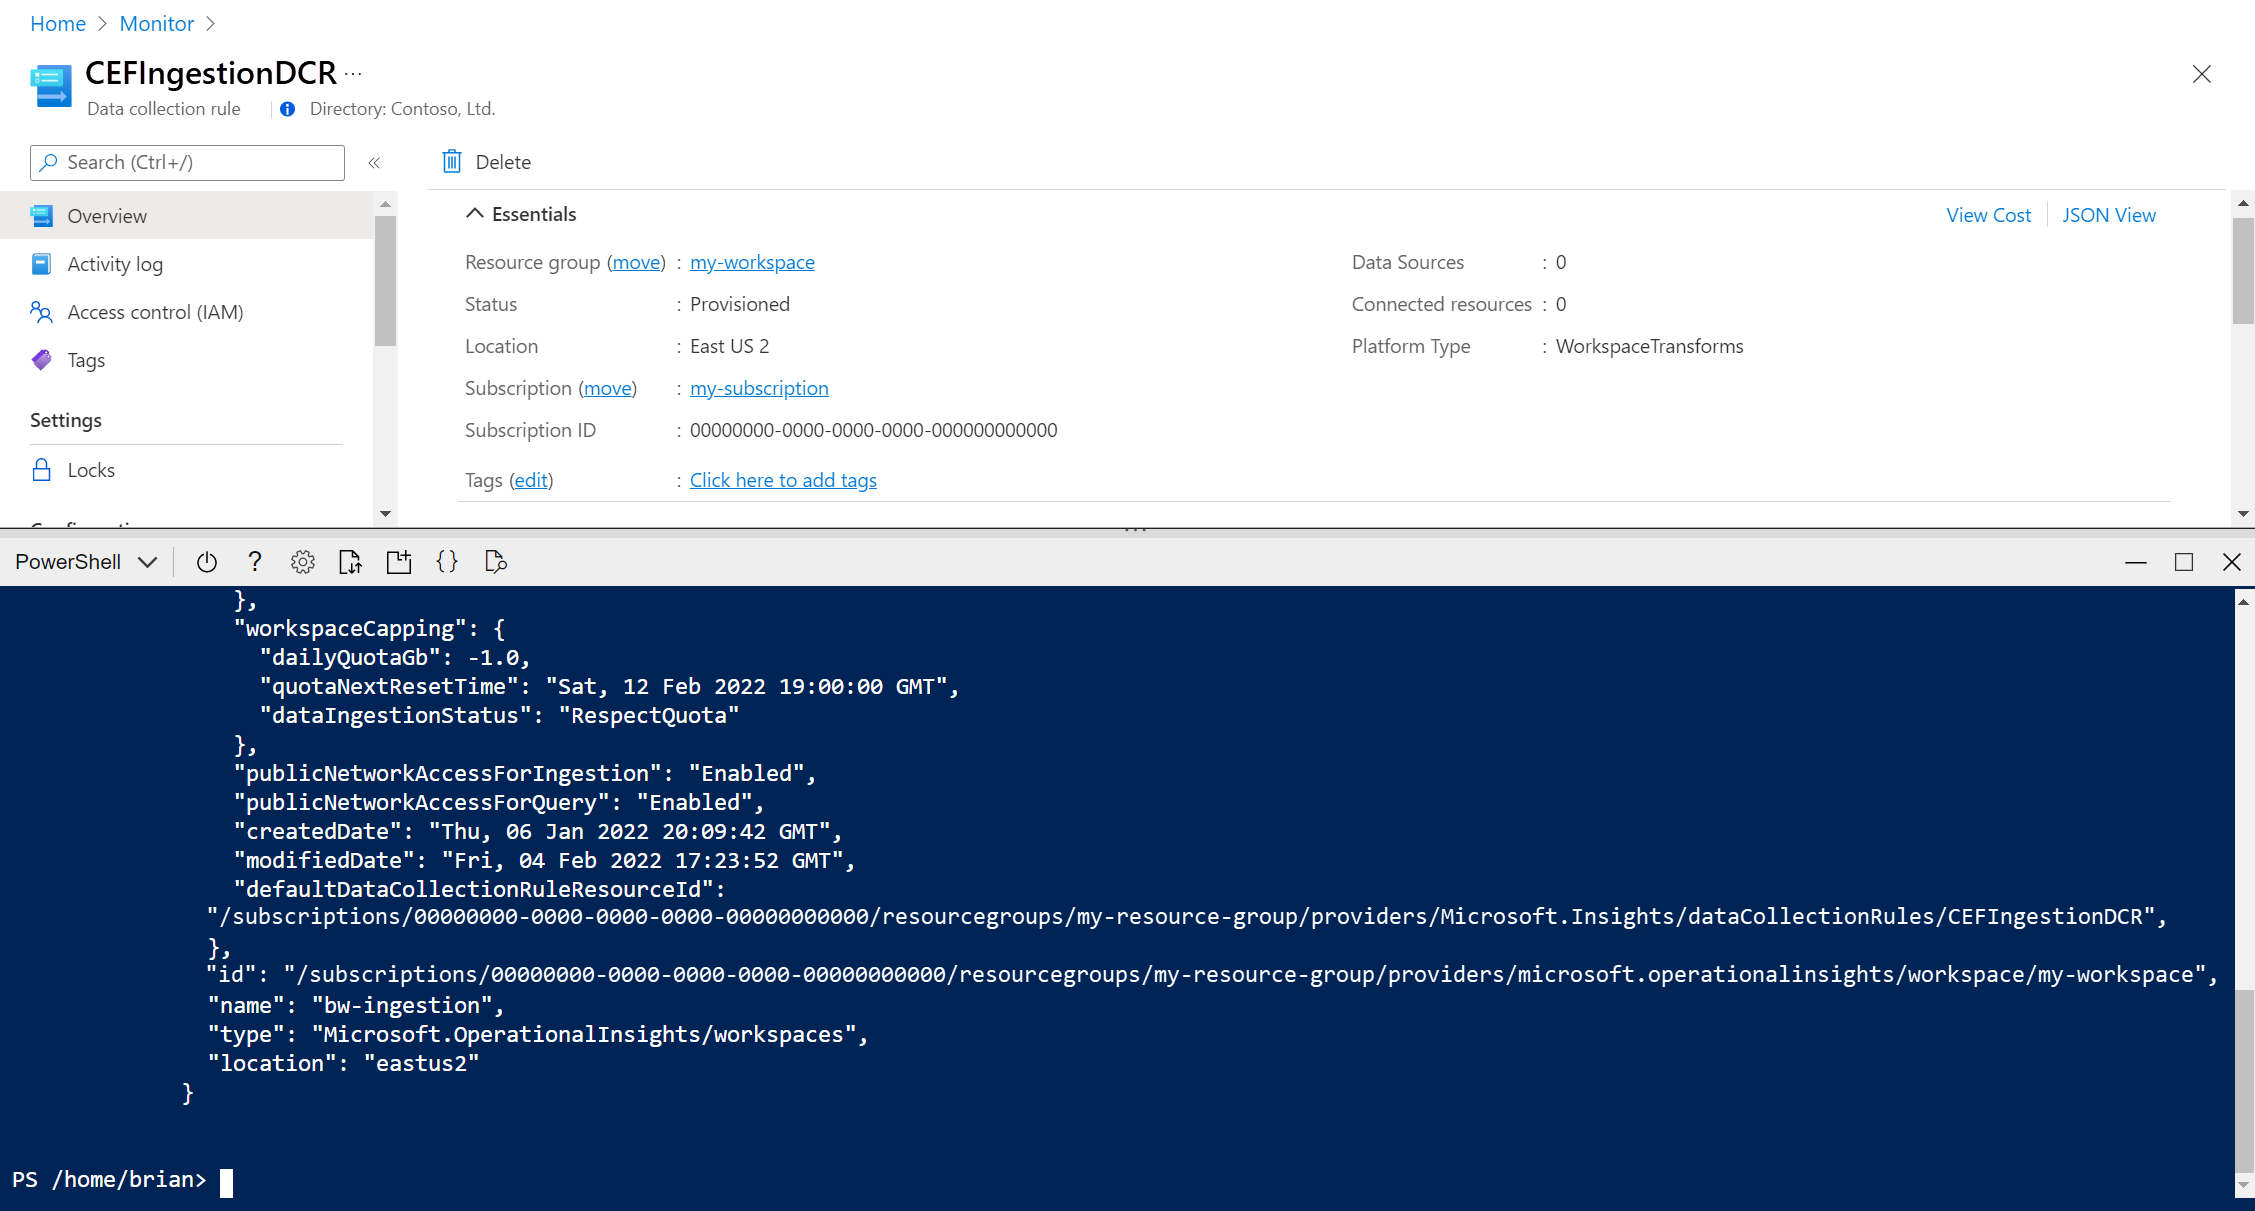 Home > Monitor >
CEFIngestionDCR ...
Data collection rule | Directory: Contoso, Ltd.
Search (Ctrl+/) «
Delete
Overview
Activity log
Access control (IAM)
Tags
Settings
Locks
Essentials
View Cost | JSON View
Resource group (move) : my-workspace
Status : Provisioned
Location : East US 2
Subscription (move) : my-subscription
Subscription ID : 00000000-0000-0000-0000-000000000000
Tags (edit) : Click here to add tags
Data Sources : 0
Connected resources : 0
Platform Type : WorkspaceTransforms
PowerShell ? {}
},
"workspaceCapping": {
"dailyQuotaGb": -1.0,
"quotaNextResetTime": "Sat, 12 Feb 2022 19:00:00 GMT",
"dataIngestionStatus": "RespectQuota"
},
"publicNetworkAccessForIngestion": "Enabled",
"publicNetworkAccessForQuery": "Enabled",
"createdDate": "Thu, 06 Jan 2022 20:09:42 GMT",
"modifiedDate": "Fri, 04 Feb 2022 17:23:52 GMT",
"defaultDataCollectionRuleResourceId":
"/subscriptions/00000000-0000-0000-0000-00000000000/resourcegroups/my-resource-group/providers/Microsoft.Insights/dataCollectionRules/CEFIngestionDCR",
},
"id": "/subscriptions/00000000-0000-0000-0000-00000000000/resourcegroups/my-resource-group/providers/microsoft.operationalinsights/workspace/my-workspace",
"name": "bw-ingestion",
"type": "Microsoft.OperationalInsights/workspaces",
"location": "eastus2"
}
PS /home/brian>